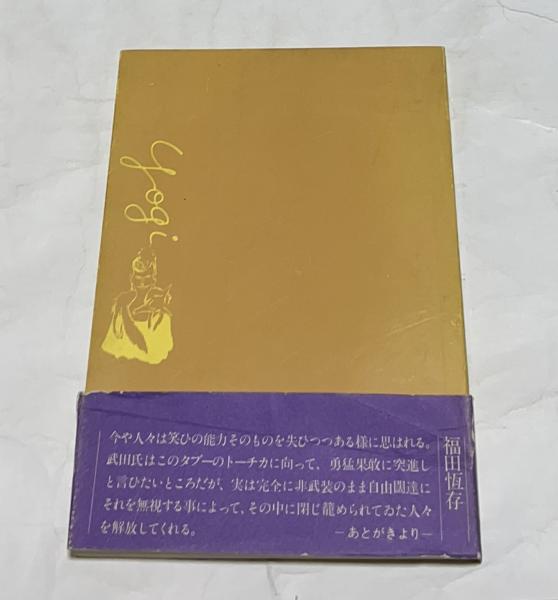 yogi
福田恆存
今や人々は笑ひの能力そのものを失ひつつある様に思はれる。
武田氏はこのタブーのトーチカに向って、勇猛果敢に突進し
と言ひたいところだが、実は完全に非武装のまま自由闊達に
それを無視する事によって、その中に閉じ籠められてゐた人々
を解放してくれる。
―あとがきより―